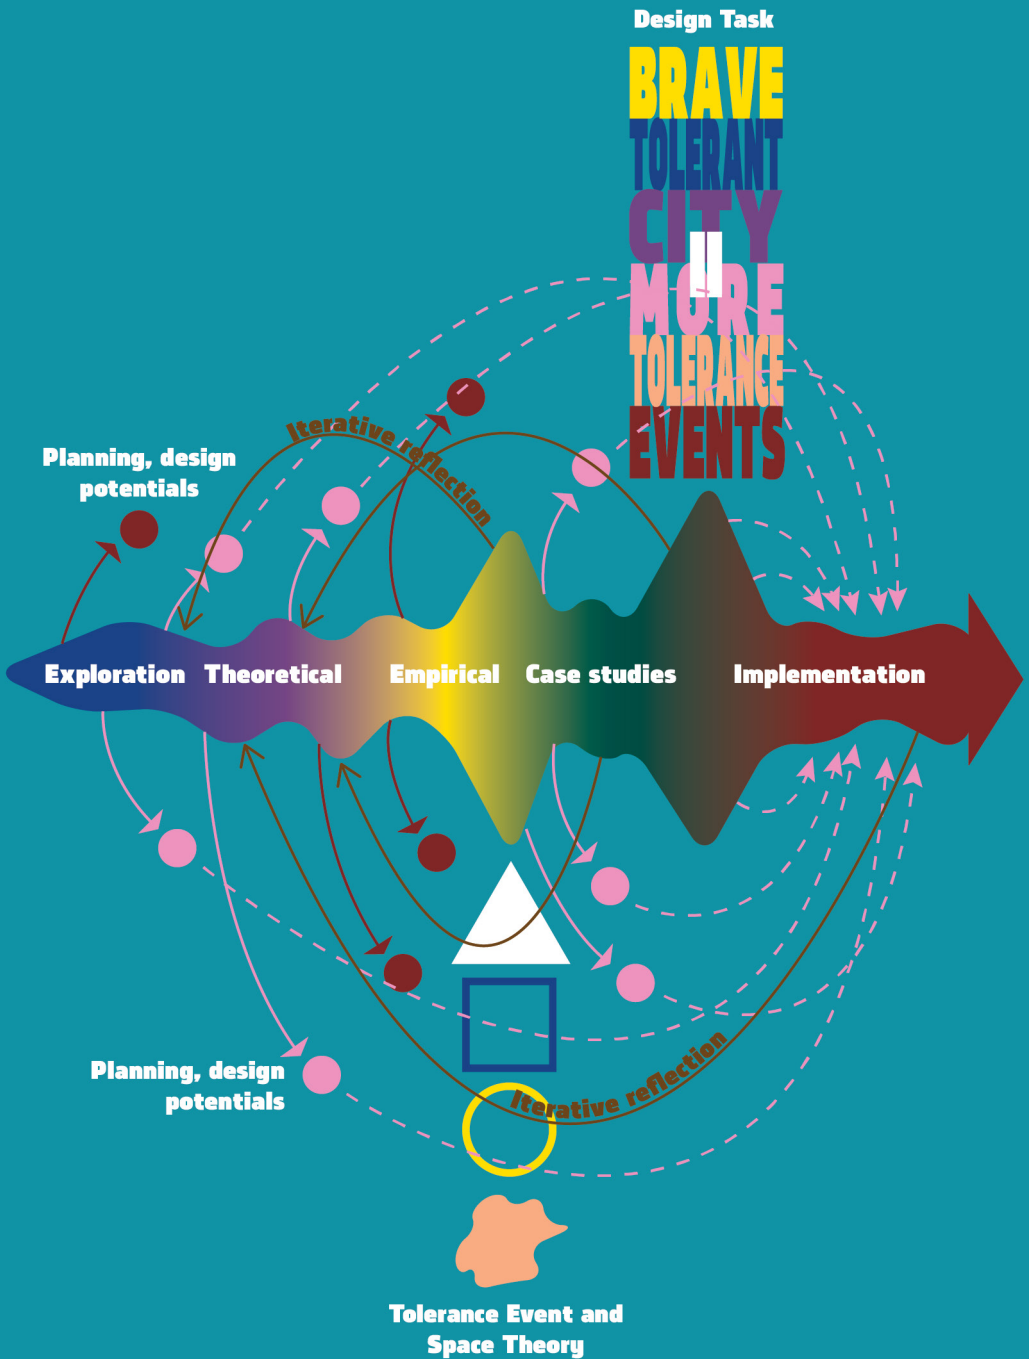 Design Task
BRAVE
TOLERANT
CITY
=
MORE
TOLERANCE
EVENTS
Iterative reflection
Planning, design
potentials
Exploration
Theoretical
Empirical
Case studies
Implementation
Planning, design
potentials
Iterative reflection
Tolerance Event and
Space Theory